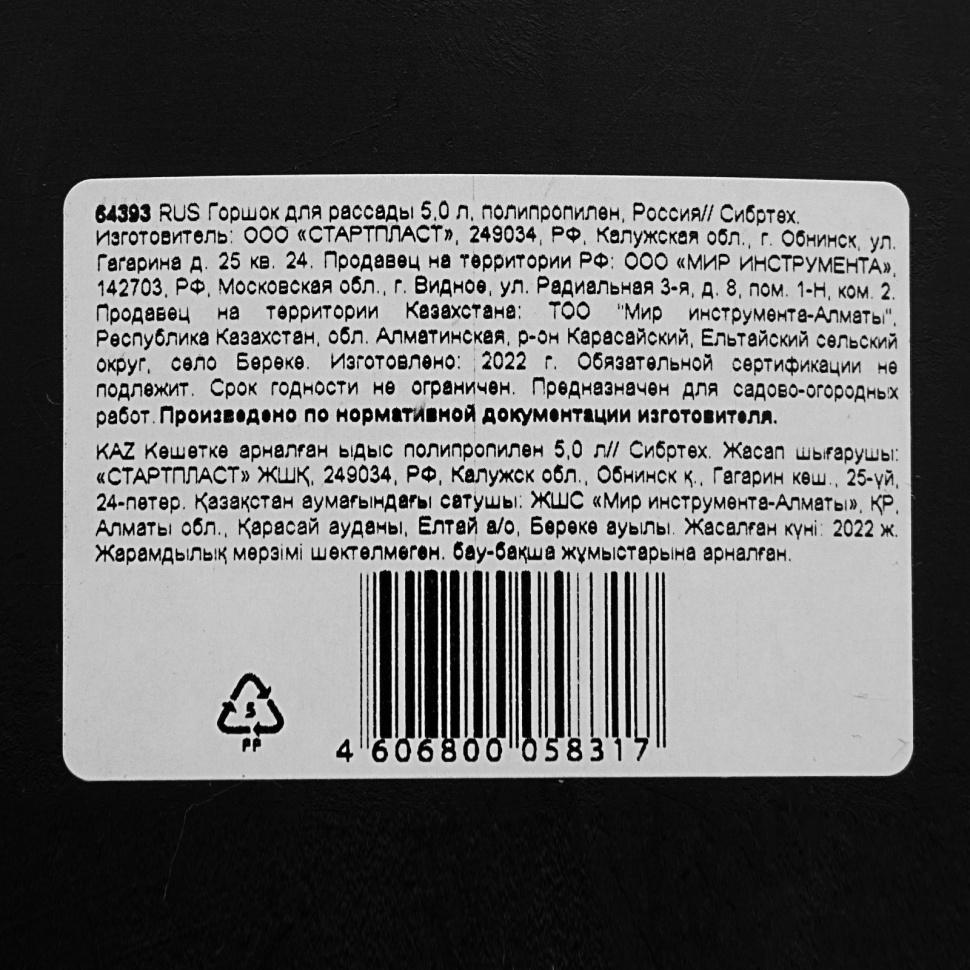 64393 RUS Горшок для рассады 5,0 л, полипропилен, Россия// Сибртех.
Изготовитель: ООО «СТАРТПЛАСТ», 249034, РФ, Калужская обл., г. Обнинск, ул.
Гагарина д. 25 кв. 24. Продавец на территории РФ: ООО «МИР ИНСТРУМЕНТА»,
142703, РФ, Московская обл., г. Видное, ул. Радиальная 3-я, д. 8, пом. 1-Н, ком. 2.
Продавец на территории Казахстана: ТОО "Мир инструмента-Алматы",
Республика Казахстан, обл. Алматинская, р-он Карасайский, Ельтайский сельский
округ, село Береке. Изготовлено: 2022 г. Обязательной сертификации не
подлежит. Срок годности не ограничен. Предназначен для садово-огородных
работ. Произведено по нормативной документации изготовителя.
KAZ Көшетке арналған ыдыс полипропилен 5,0 л// Сибртех. Жасап шығарушы:
«СТАРТПЛАСТ» ЖШҚ, 249034, РФ, Калужск обл., Обнинск қ., Гагарин көш., 25-үй,
24-пәтер. Қазақстан аумағындағы сатушы: ЖШС «Мир инструмента-Алматы», ҚР,
Алматы обл., Қарасай ауданы, Елтай а/о, Береке ауылы. Жасалған күні: 2022 ж.
Жарамдылық мерзімі шектелмеген. бау-бақша жұмыстарына арналған.
5
PP
4 606800 058317